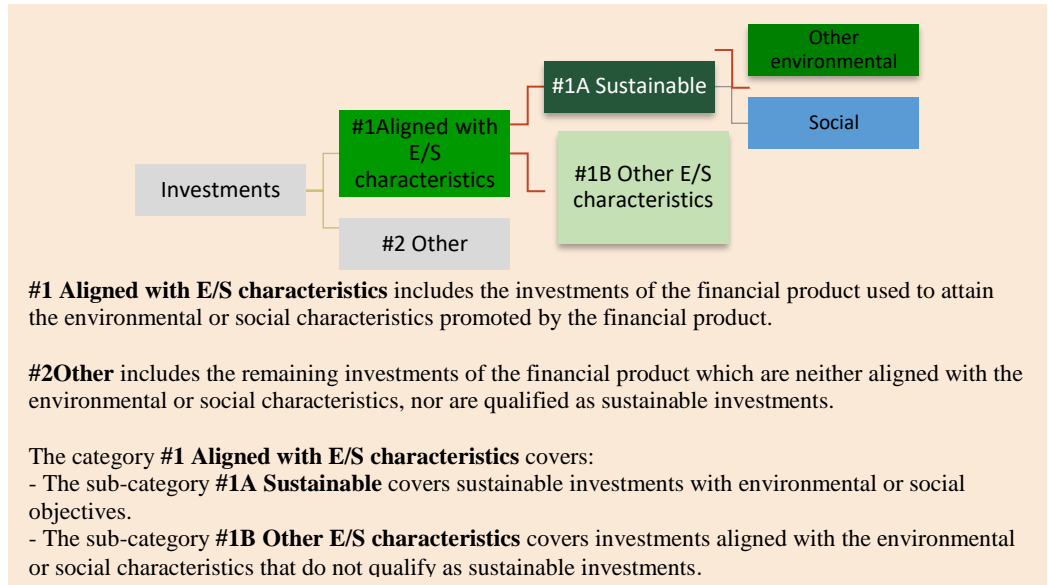 Other
environmental
#1A Sustainable
Social
#1Aligned with
E/S
characteristics
#1B Other E/S
characteristics
Investments
#2 Other
#1 Aligned with E/S characteristics includes the investments of the financial product used to attain
the environmental or social characteristics promoted by the financial product.
#2Other includes the remaining investments of the financial product which are neither aligned with the
environmental or social characteristics, nor are qualified as sustainable investments.
The category #1 Aligned with E/S characteristics covers:
- The sub-category #1A Sustainable covers sustainable investments with environmental or social
objectives.
- The sub-category #1B Other E/S characteristics covers investments aligned with the environmental
or social characteristics that do not qualify as sustainable investments.